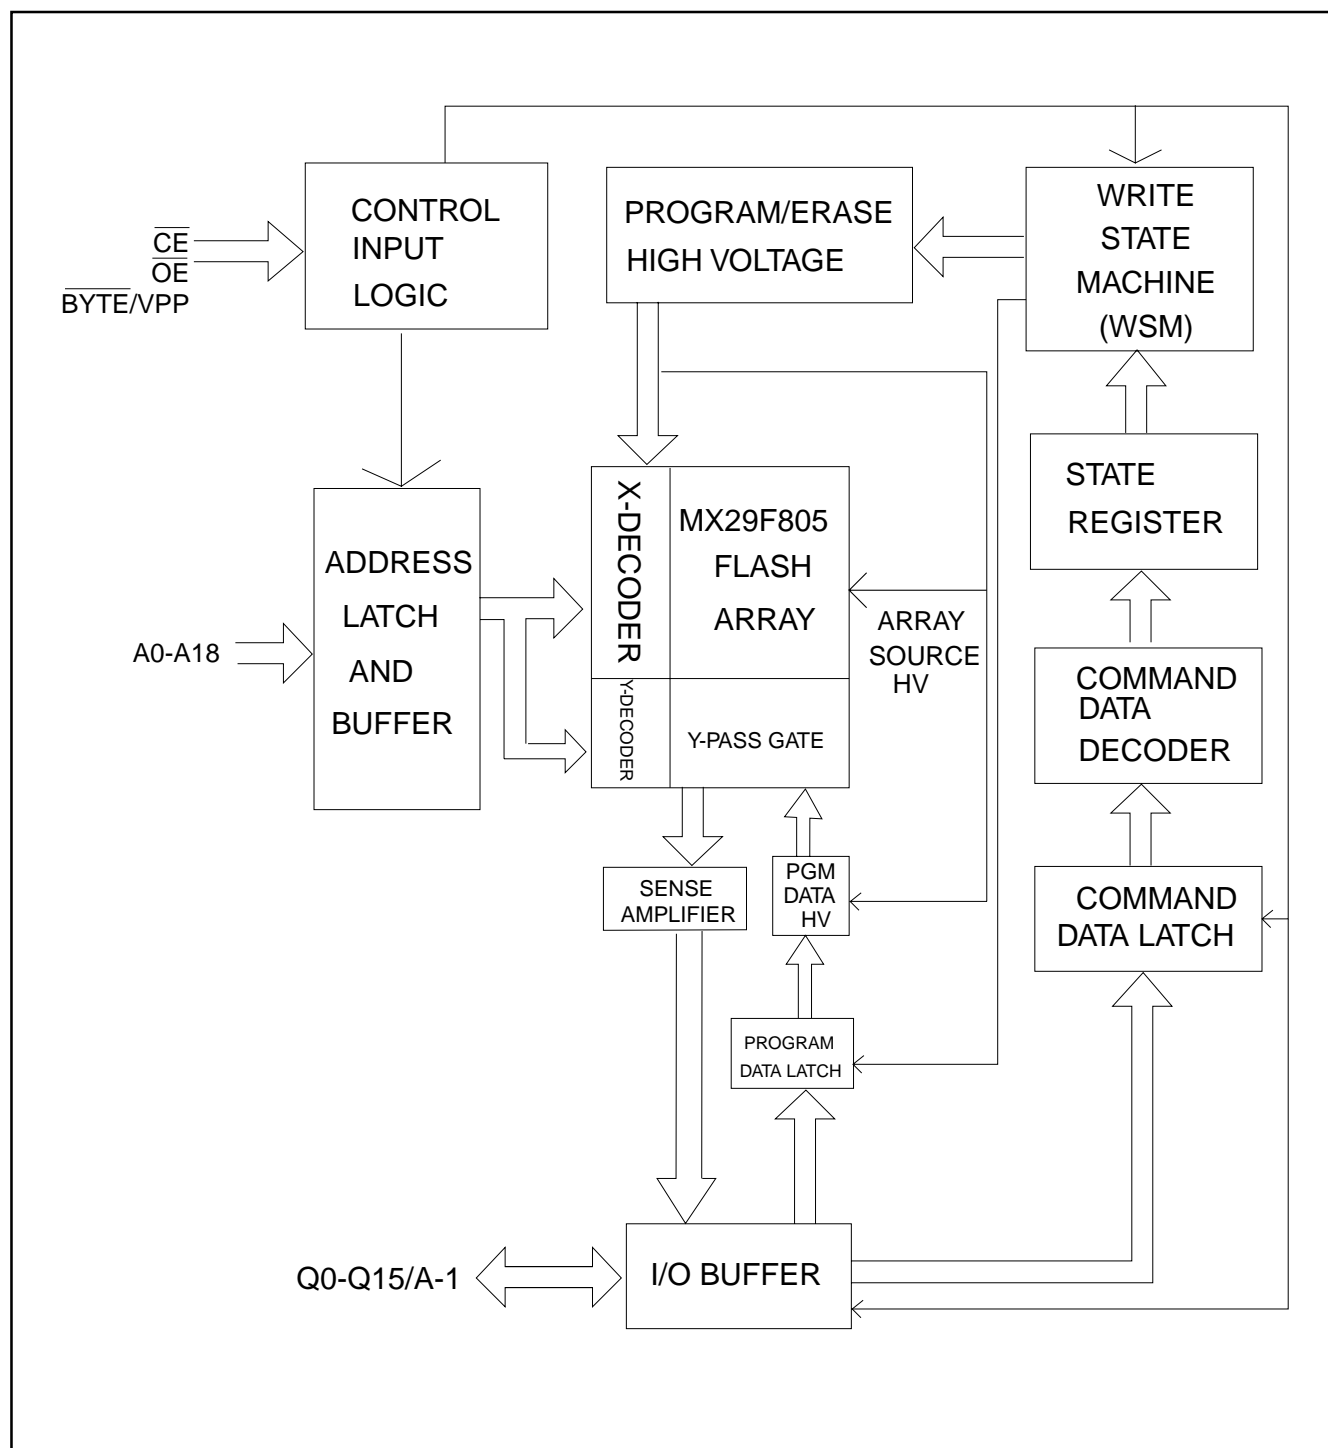 CONTROL
INPUT
LOGIC
CE
OE
BYTE/VPP
PROGRAM/ERASE
HIGH VOLTAGE
WRITE
STATE
MACHINE
(WSM)
STATE
REGISTER
X-DECODER
MX29F805
FLASH
ARRAY
ADDRESS
LATCH
AND
BUFFER
A0-A18
ARRAY
SOURCE
HV
Y-DECODER
Y-PASS GATE
COMMAND
DATA
DECODER
SENSE
AMPLIFIER
PGM
DATA
HV
COMMAND
DATA LATCH
PROGRAM
DATA LATCH
Q0-Q15/A-1
I/O BUFFER